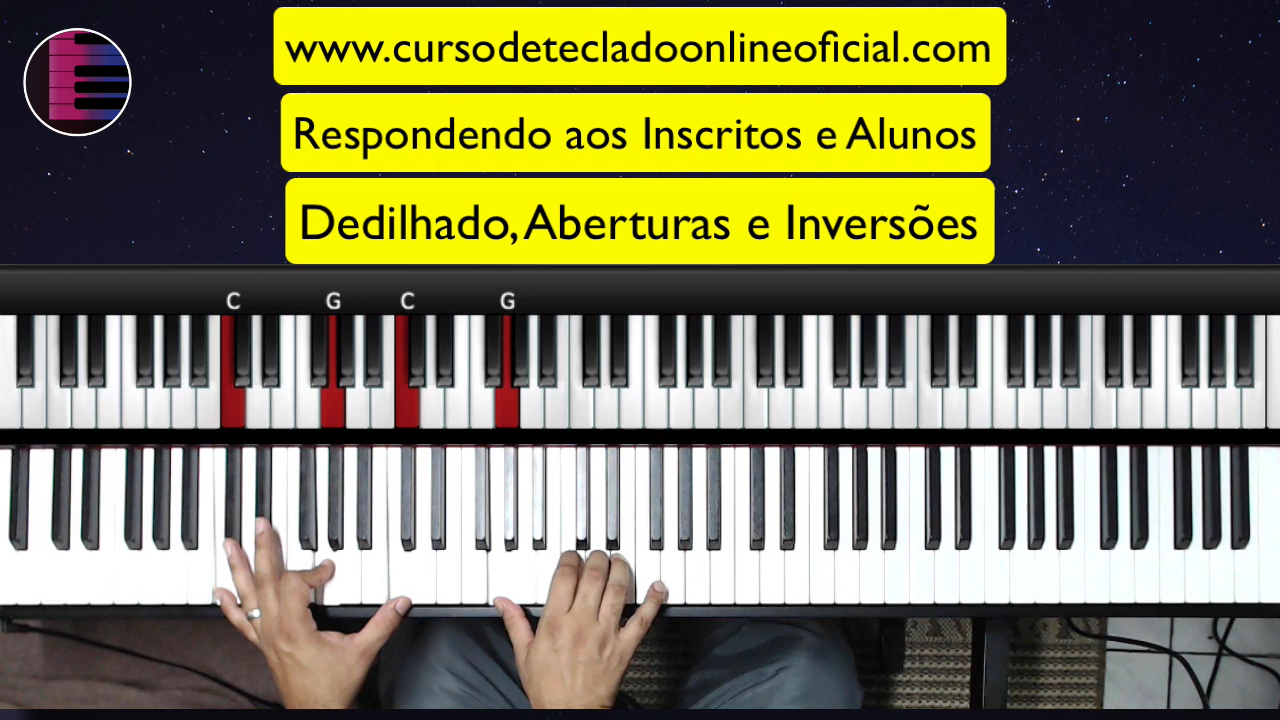 www.cursodetecladoonlineoficial.com
Respondendo aos Inscritos e Alunos
Dedilhado, Aberturas e Inversões
C G C G